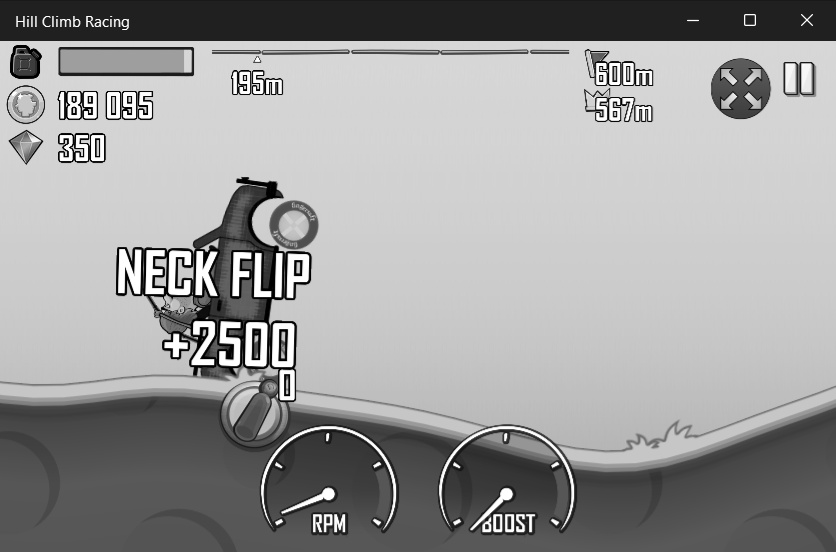 Hill Climb Racing
195m
600m
567m
189 095
350
NECK FLIP
+2500
0
RPM
BOOST